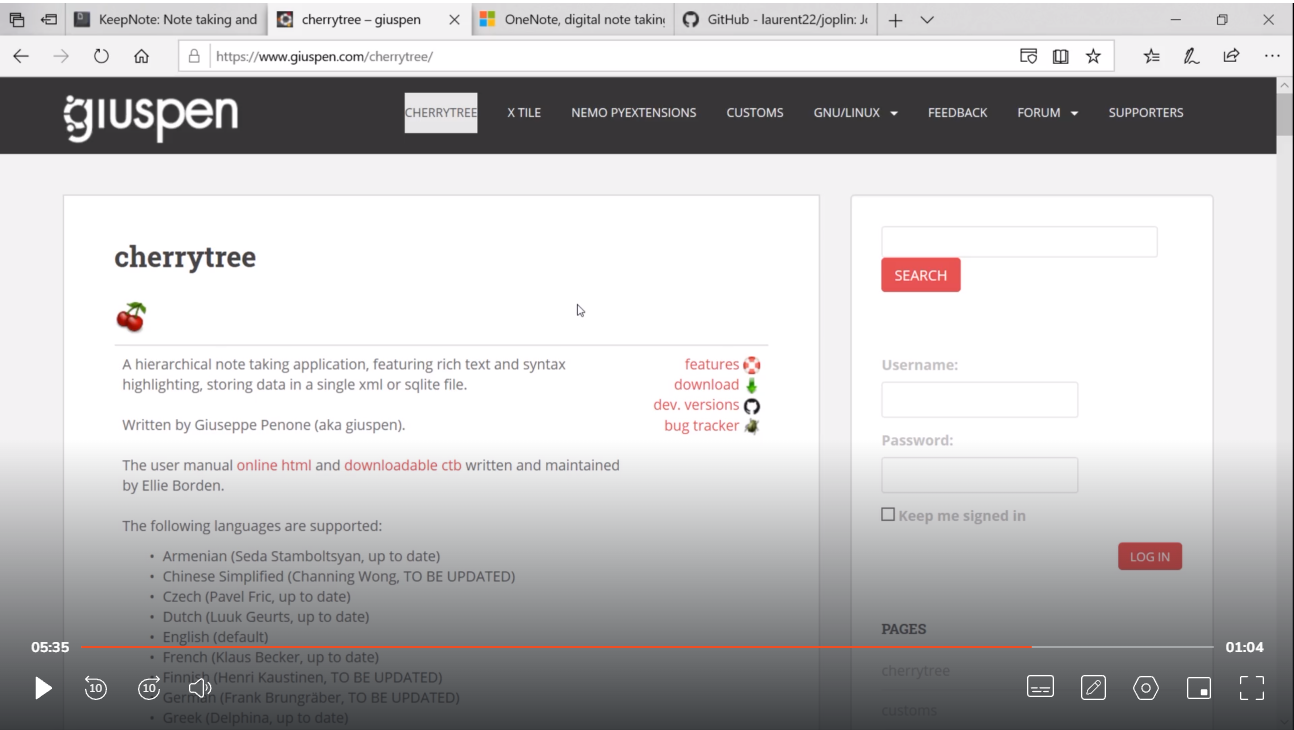 KeepNote: Note taking and
cherrytree – giuspen
OneNote, digital note taking
GitHub - laurent22/joplin: Jo
https://www.giuspen.com/cherrytree/
giuspen
CHERRYTREE
X TILE
NEMO PYEXTENSIONS
CUSTOMS
GNU/LINUX
FEEDBACK
FORUM
SUPPORTERS
cherrytree
A hierarchical note taking application, featuring rich text and syntax
highlighting, storing data in a single xml or sqlite file.
features
download
dev. versions
bug tracker
Written by Giuseppe Penone (aka giuspen).
The user manual online html and downloadable ctb written and maintained
by Ellie Borden.
The following languages are supported:
• Armenian (Seda Stamboltsyan, up to date)
• Chinese Simplified (Channing Wong, TO BE UPDATED)
• Czech (Pavel Fric, up to date)
• Dutch (Luuk Geurts, up to date)
• English (default)
• French (Klaus Becker, up to date)
• Finnish (Henri Kaustinen, TO BE UPDATED)
• German (Frank Brungräber, TO BE UPDATED)
• Greek (Delphina, up to date)
SEARCH
Username:
Password:
Keep me signed in
LOG IN
PAGES
cherrytree
customs
05:35
01:04
10
10